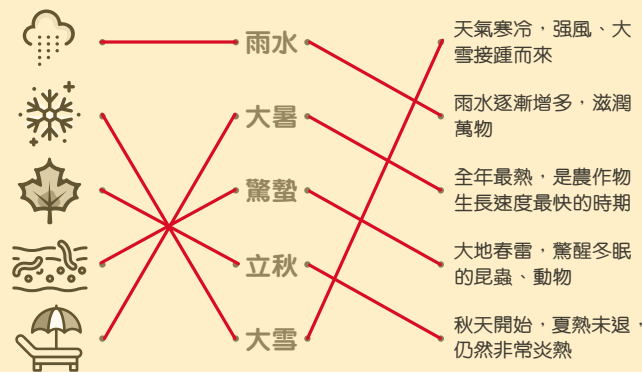 雨水
大暑
驚蟄
立秋
大雪
天氣寒冷，强風、大
雪接踵而來
雨水逐漸增多，滋潤
萬物
全年最熱，是農作物
生長速度最快的時期
大地春雷，驚醒冬眠
的昆蟲、動物
秋天開始，夏熱未退，
仍然非常炎熱